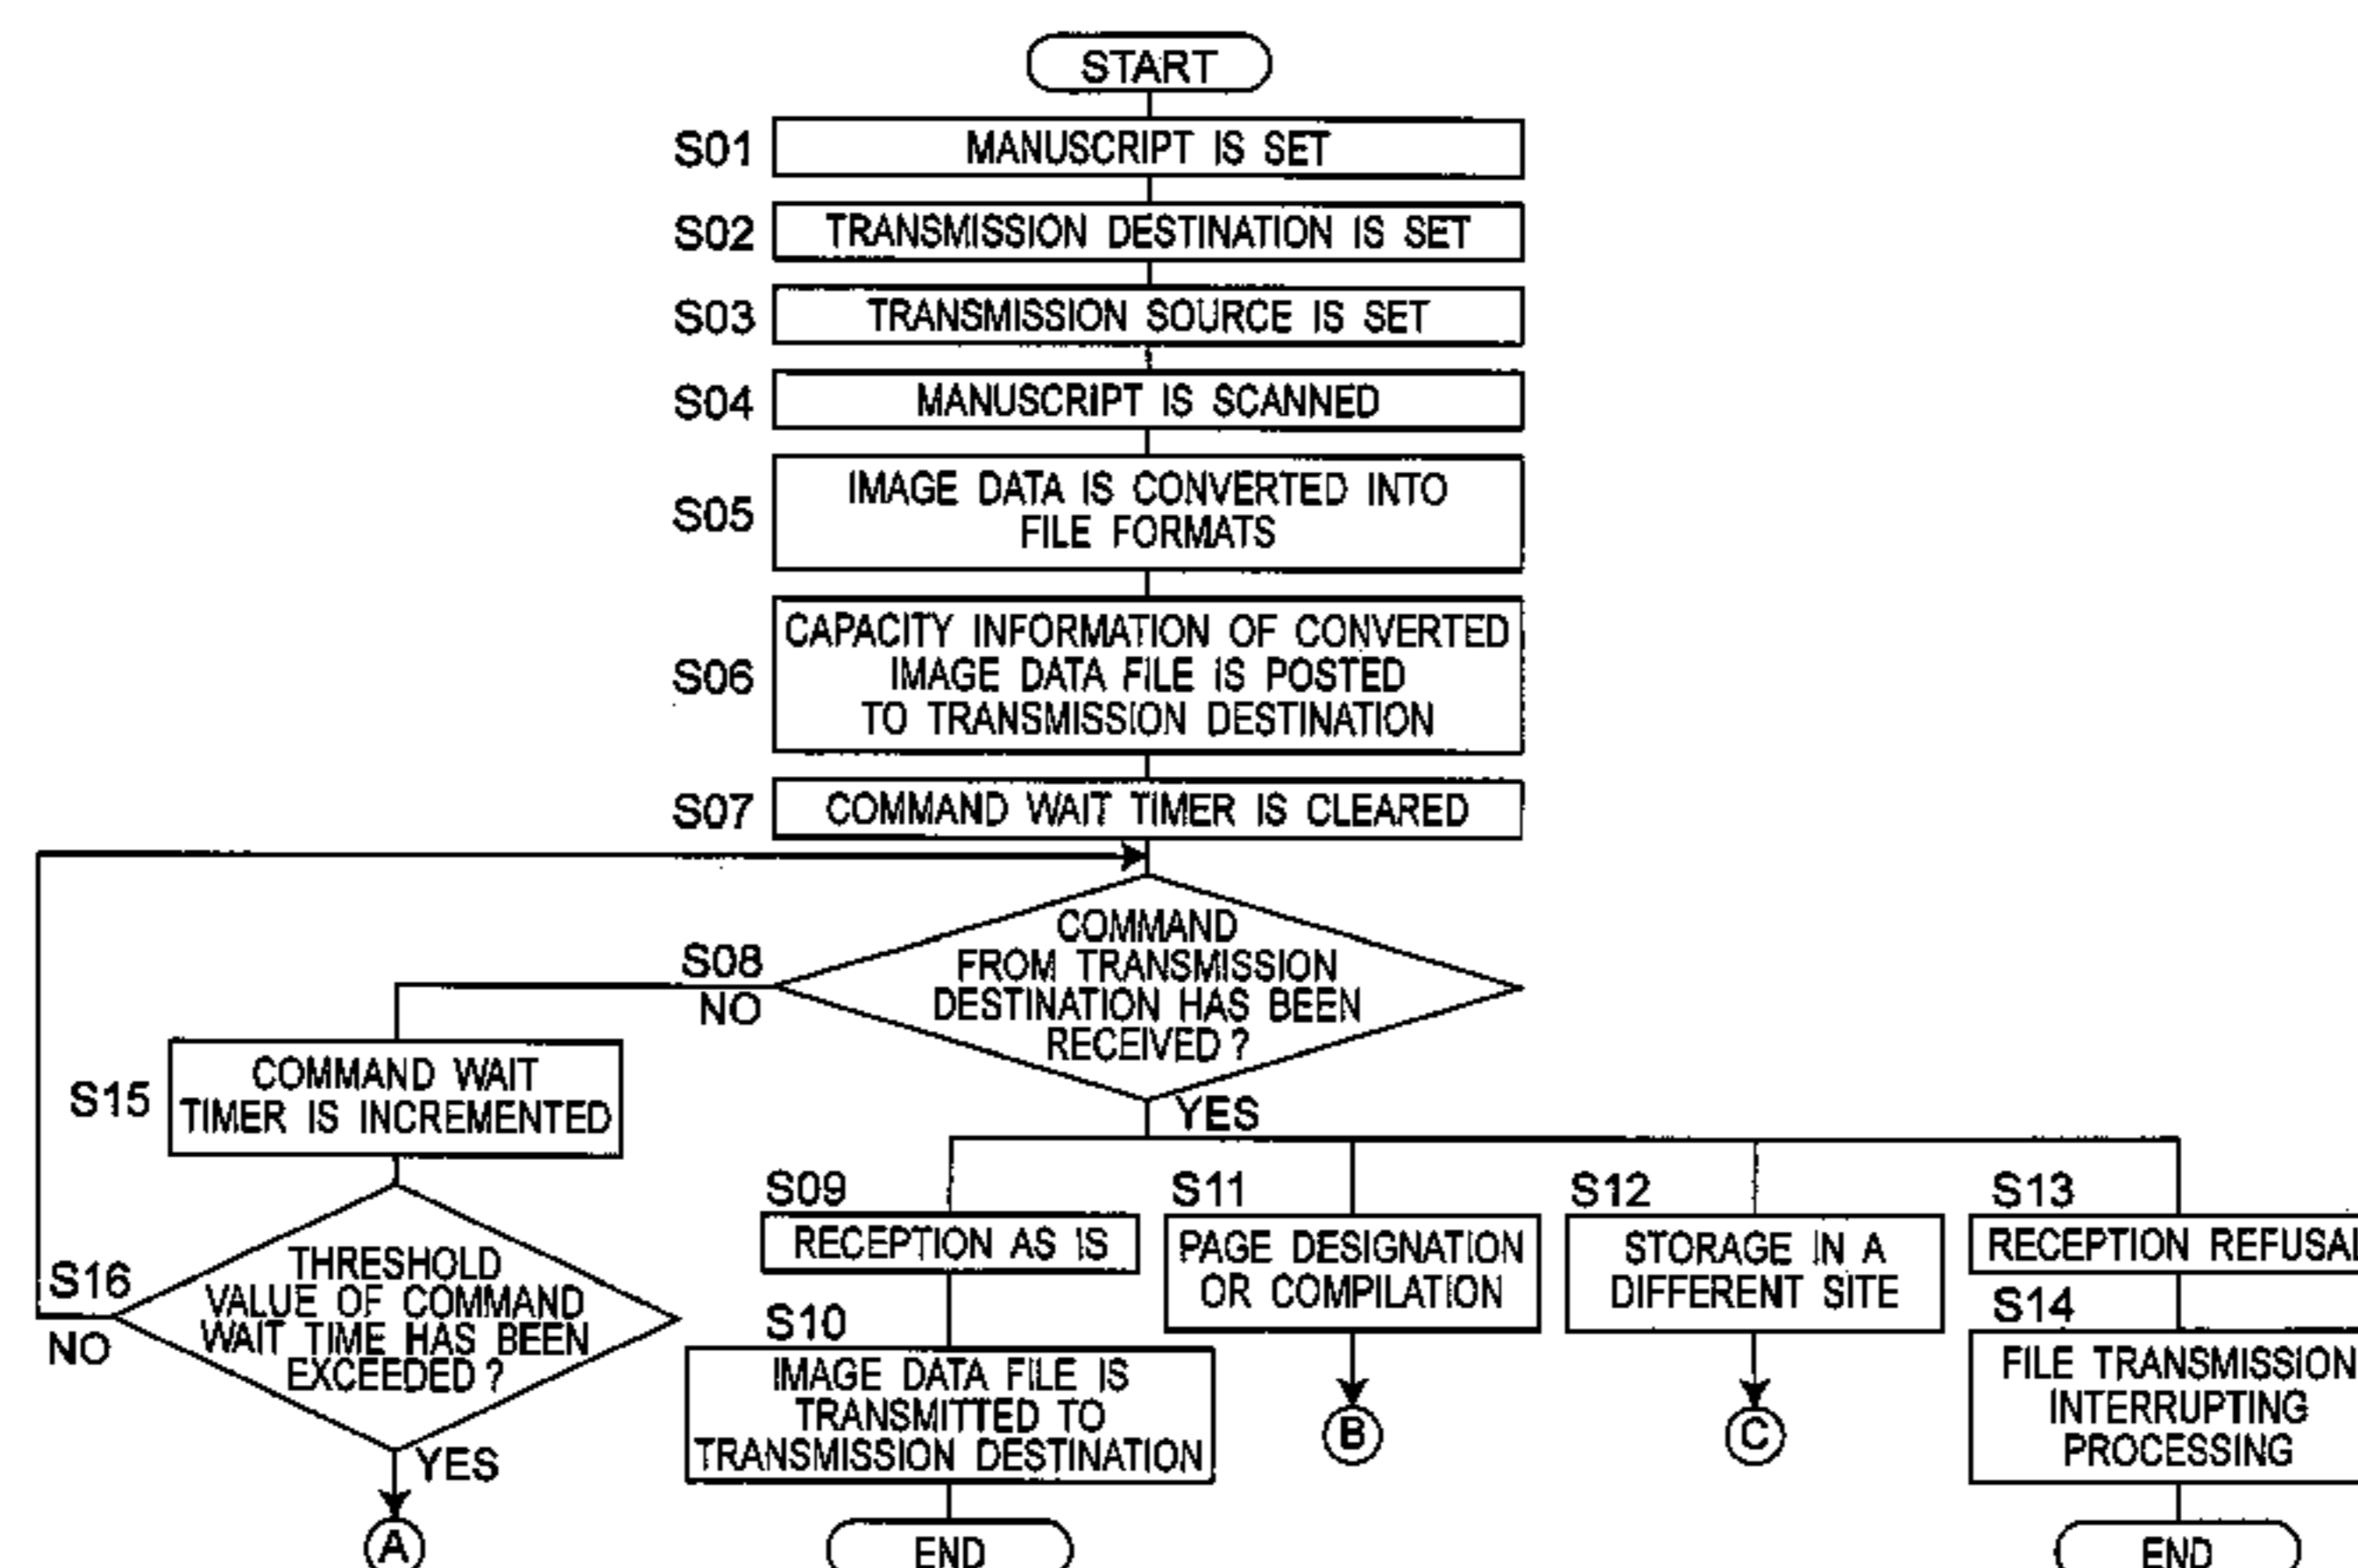 START
S01
MANUSCRIPT IS SET
S02
TRANSMISSION DESTINATION IS SET
S03
TRANSMISSION SOURCE IS SET
S04
MANUSCRIPT IS SCANNED
S05
IMAGE DATA IS CONVERTED INTO
FILE FORMATS
S06
CAPACITY INFORMATION OF CONVERTED
IMAGE DATA FILE IS POSTED
TO TRANSMISSION DESTINATION
S07
COMMAND WAIT TIMER IS CLEARED
S08
NO
COMMAND
FROM TRANSMISSION
DESTINATION HAS BEEN
RECEIVED ?
YES
S15
COMMAND WAIT
TIMER IS INCREMENTED
S16
NO
THRESHOLD
VALUE OF COMMAND
WAIT TIME HAS BEEN
EXCEEDED ?
YES
A
S09
RECEPTION AS IS
S10
IMAGE DATA FILE IS
TRANSMITTED TO
TRANSMISSION DESTINATION
END
S11
PAGE DESIGNATION
OR COMPILATION
B
S12
STORAGE IN A
DIFFERENT SITE
C
S13
RECEPTION REFUSAL
S14
FILE TRANSMISSION
INTERRUPTING
PROCESSING
END